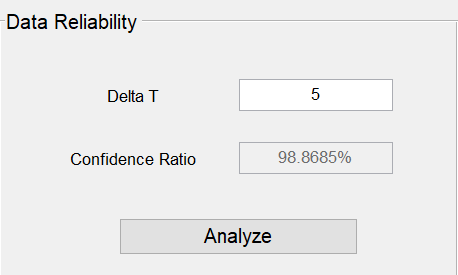 Data Reliability
Delta T 5
Confidence Ratio 98.8685%
Analyze